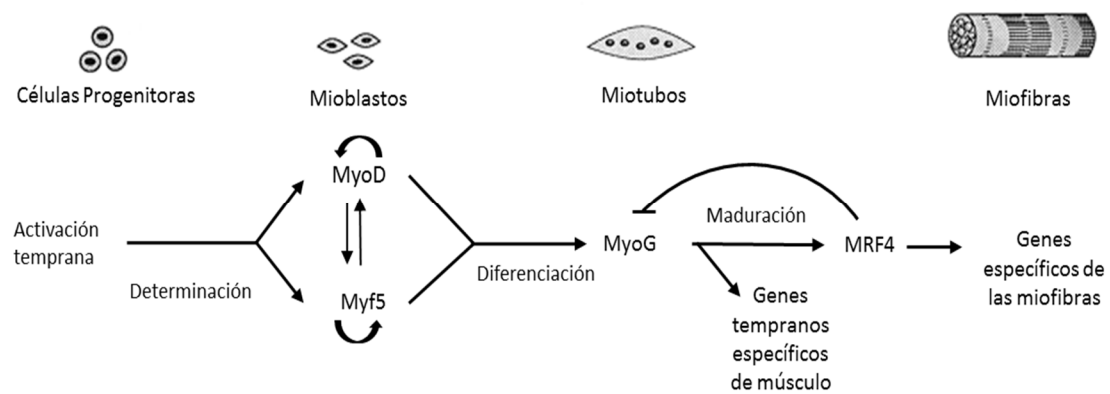 Células Progenitoras
Mioblastos
Miotubos
Miofibras
MyoD
Activación
temprana
Determinación
Myf5
Diferenciación
MyoG
Maduración
MRF4
Genes
tempranos
específicos
de músculo
Genes
específicos de
las miofibras